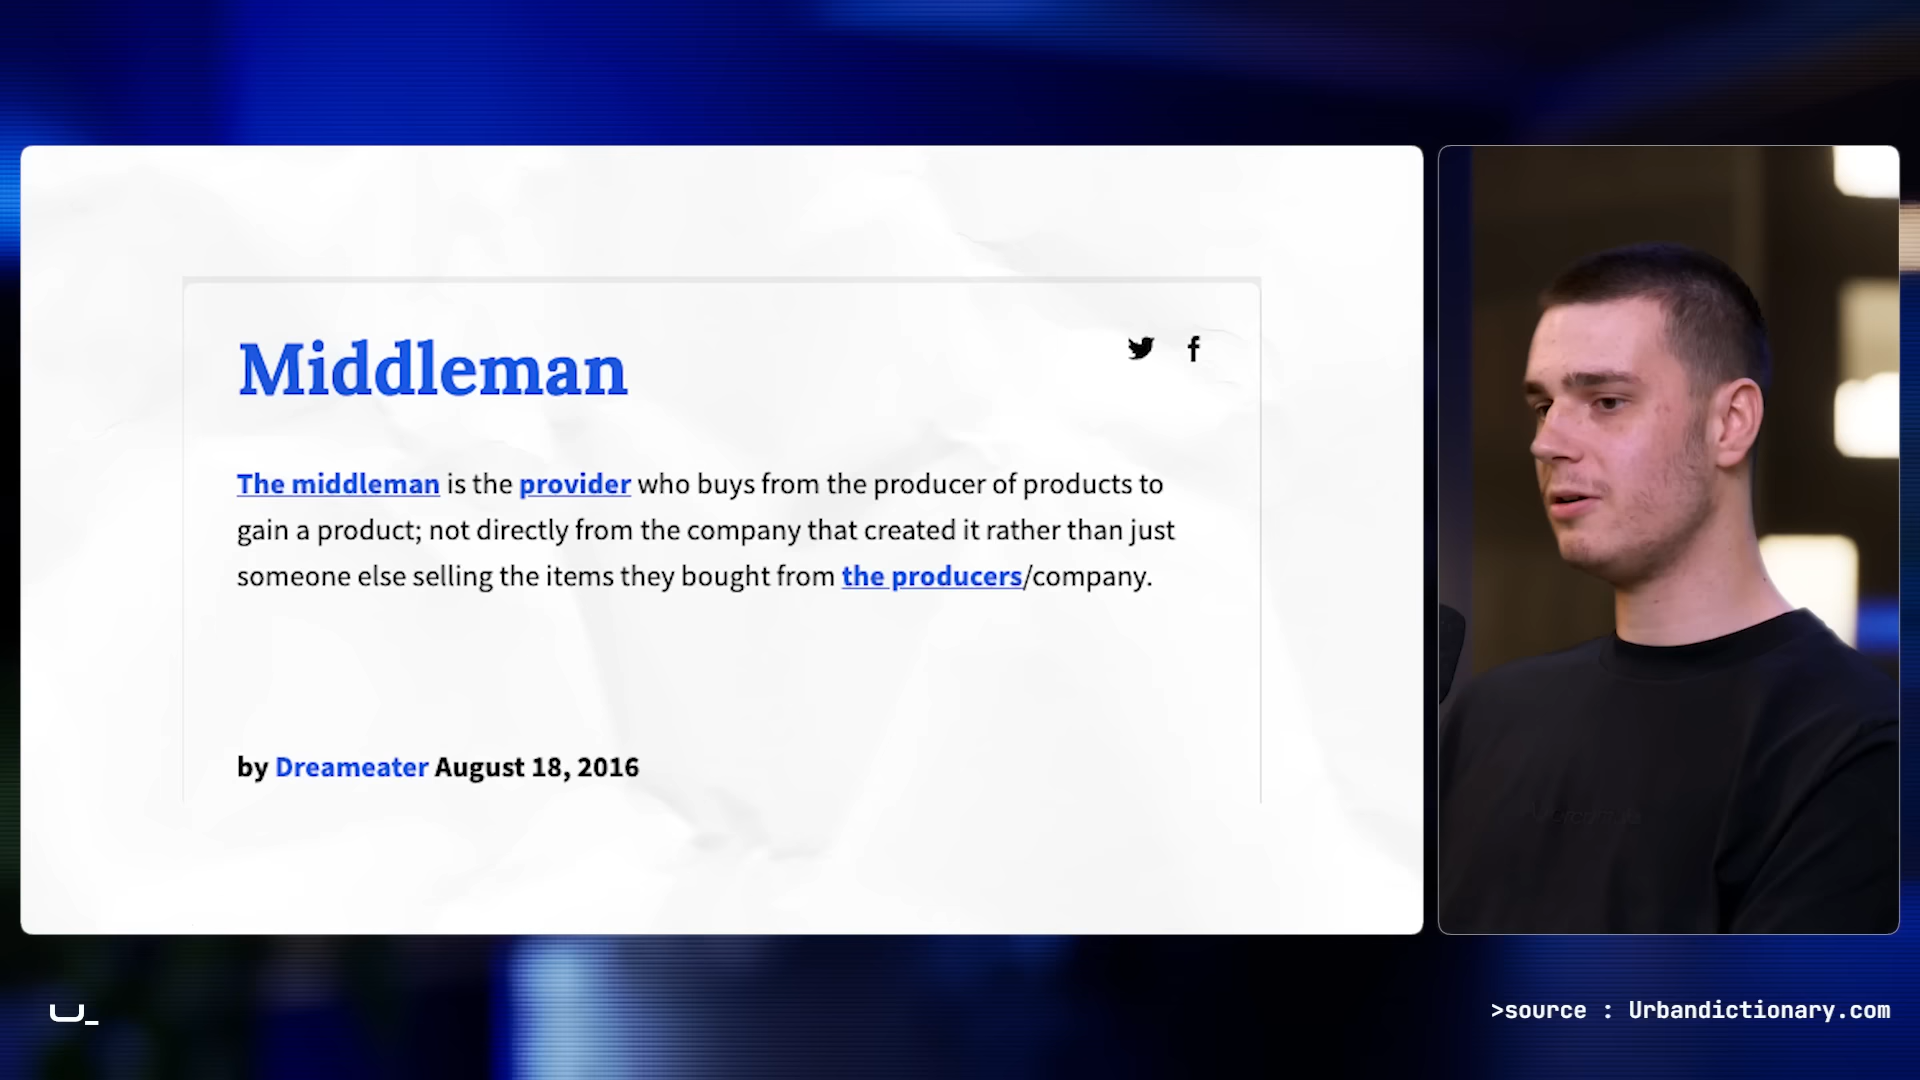 Middleman
The middleman is the provider who buys from the producer of products to
gain a product; not directly from the company that created it rather than just
someone else selling the items they bought from the producers/company.
by Dreameater August 18, 2016
>source : Urbandictionary.com